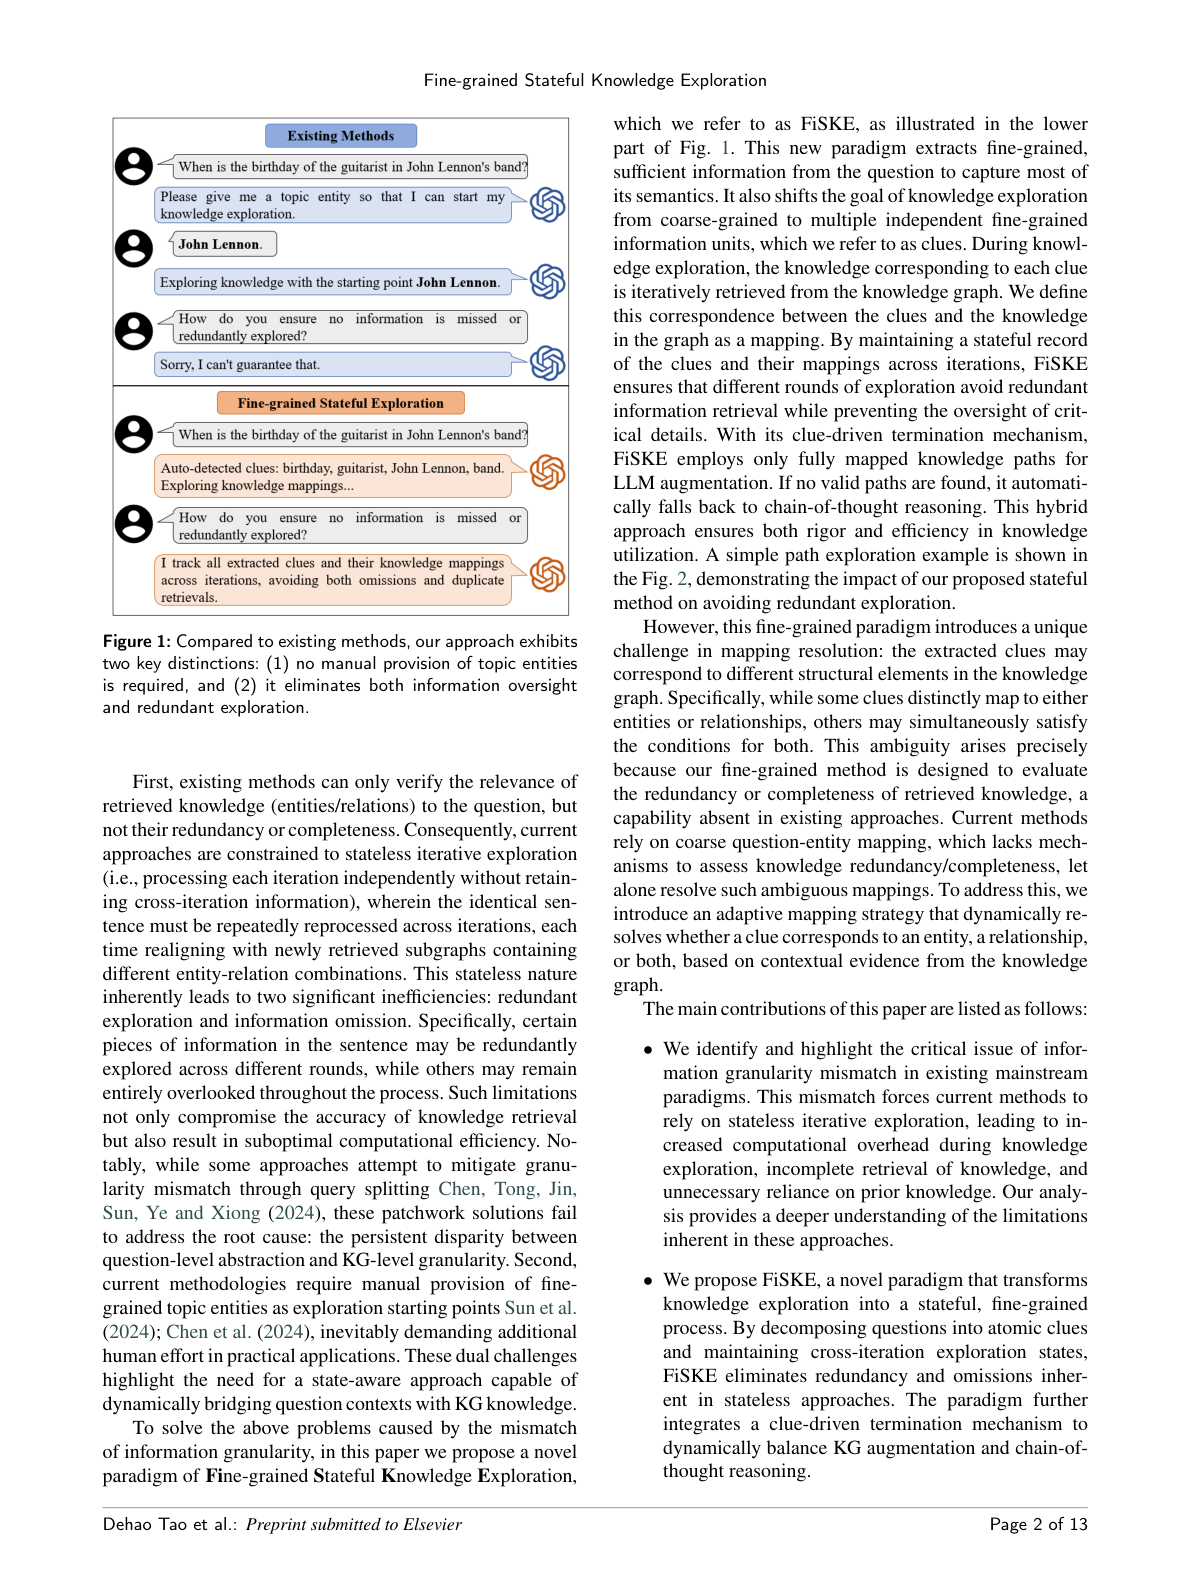 Fine-grained Stateful Knowledge Exploration
Existing Methods
When is the birthday of the guitarist in John Lennon's band?
Please give me a topic entity so that I can start my
knowledge exploration.
John Lennon.
Exploring knowledge with the starting point John Lennon.
How do you ensure no information is missed or
redundantly explored?
Sorry, I can't guarantee that.
Fine-grained Stateful Exploration
When is the birthday of the guitarist in John Lennon's band?
Auto-detected clues: birthday, guitarist, John Lennon, band.
Exploring knowledge mappings...
How do you ensure no information is missed or
redundantly explored?
I track all extracted clues and their knowledge mappings
across iterations, avoiding both omissions and duplicate
retrievals.
Figure 1: Compared to existing methods, our approach exhibits
two key distinctions: (1) no manual provision of topic entities
is required, and (2) it eliminates both information oversight
and redundant exploration.
First, existing methods can only verify the relevance of
retrieved knowledge (entities/relations) to the question, but
not their redundancy or completeness. Consequently, current
approaches are constrained to stateless iterative exploration
(i.e., processing each iteration independently without retain-
ing cross-iteration information), wherein the identical sen-
tence must be repeatedly reprocessed across iterations, each
time realigning with newly retrieved subgraphs containing
different entity-relation combinations. This stateless nature
inherently leads to two significant inefficiencies: redundant
exploration and information omission. Specifically, certain
pieces of information in the sentence may be redundantly
explored across different rounds, while others may remain
entirely overlooked throughout the process. Such limitations
not only compromise the accuracy of knowledge retrieval
but also result in suboptimal computational efficiency. No-
tably, while some approaches attempt to mitigate granu-
larity mismatch through query splitting Chen, Tong, Jin,
Sun, Ye and Xiong (2024), these patchwork solutions fail
to address the root cause: the persistent disparity between
question-level abstraction and KG-level granularity. Second,
current methodologies require manual provision of fine-
grained topic entities as exploration starting points Sun et al.
(2024); Chen et al. (2024), inevitably demanding additional
human effort in practical applications. These dual challenges
highlight the need for a state-aware approach capable of
dynamically bridging question contexts with KG knowledge.
To solve the above problems caused by the mismatch
of information granularity, in this paper we propose a novel
paradigm of Fine-grained Stateful Knowledge Exploration,
which we refer to as FiSKE, as illustrated in the lower
part of Fig. 1. This new paradigm extracts fine-grained,
sufficient information from the question to capture most of
its semantics. It also shifts the goal of knowledge exploration
from coarse-grained to multiple independent fine-grained
information units, which we refer to as clues. During knowl-
edge exploration, the knowledge corresponding to each clue
is iteratively retrieved from the knowledge graph. We define
this correspondence between the clues and the knowledge
in the graph as a mapping. By maintaining a stateful record
of the clues and their mappings across iterations, FiSKE
ensures that different rounds of exploration avoid redundant
information retrieval while preventing the oversight of crit-
ical details. With its clue-driven termination mechanism,
FiSKE employs only fully mapped knowledge paths for
LLM augmentation. If no valid paths are found, it automati-
cally falls back to chain-of-thought reasoning. This hybrid
approach ensures both rigor and efficiency in knowledge
utilization. A simple path exploration example is shown in
the Fig. 2, demonstrating the impact of our proposed stateful
method on avoiding redundant exploration.
However, this fine-grained paradigm introduces a unique
challenge in mapping resolution: the extracted clues may
correspond to different structural elements in the knowledge
graph. Specifically, while some clues distinctly map to either
entities or relationships, others may simultaneously satisfy
the conditions for both. This ambiguity arises precisely
because our fine-grained method is designed to evaluate
the redundancy or completeness of retrieved knowledge, a
capability absent in existing approaches. Current methods
rely on coarse question-entity mapping, which lacks mech-
anisms to assess knowledge redundancy/completeness, let
alone resolve such ambiguous mappings. To address this, we
introduce an adaptive mapping strategy that dynamically re-
solves whether a clue corresponds to an entity, a relationship,
or both, based on contextual evidence from the knowledge
graph.
The main contributions of this paper are listed as follows:
• We identify and highlight the critical issue of infor-
mation granularity mismatch in existing mainstream
paradigms. This mismatch forces current methods to
rely on stateless iterative exploration, leading to in-
creased computational overhead during knowledge
exploration, incomplete retrieval of knowledge, and
unnecessary reliance on prior knowledge. Our analy-
sis provides a deeper understanding of the limitations
inherent in these approaches.
• We propose FiSKE, a novel paradigm that transforms
knowledge exploration into a stateful, fine-grained
process. By decomposing questions into atomic clues
and maintaining cross-iteration exploration states,
FiSKE eliminates redundancy and omissions inher-
ent in stateless approaches. The paradigm further
integrates a clue-driven termination mechanism to
dynamically balance KG augmentation and chain-of-
thought reasoning.
Dehao Tao et al.: Preprint submitted to Elsevier
Page 2 of 13